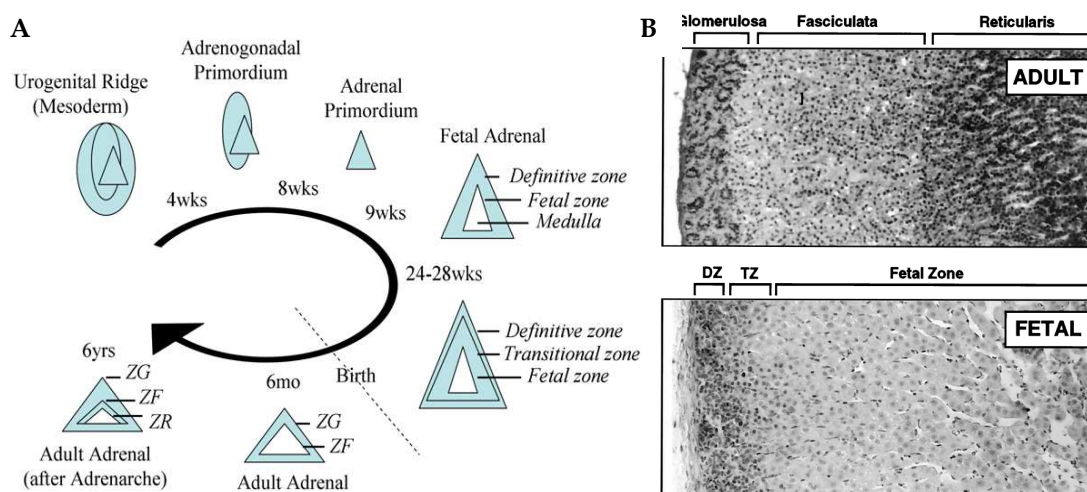 A
Urogenital Ridge
(Mesoderm)
Adrenogonadal
Primordium
Adrenal
Primordium
Fetal Adrenal
Definitive zone
Fetal zone
Medulla
4wks
8wks
9wks
24-28wks
Definitive zone
Transitional zone
Fetal zone
Birth
6mo
ZG
ZF
Adult Adrenal
6yrs
ZG
ZF
ZR
Adult Adrenal
(after Adrenarche)
B
Glomerulosa Fasciculata Reticularis
ADULT
DZ TZ Fetal Zone
FETAL